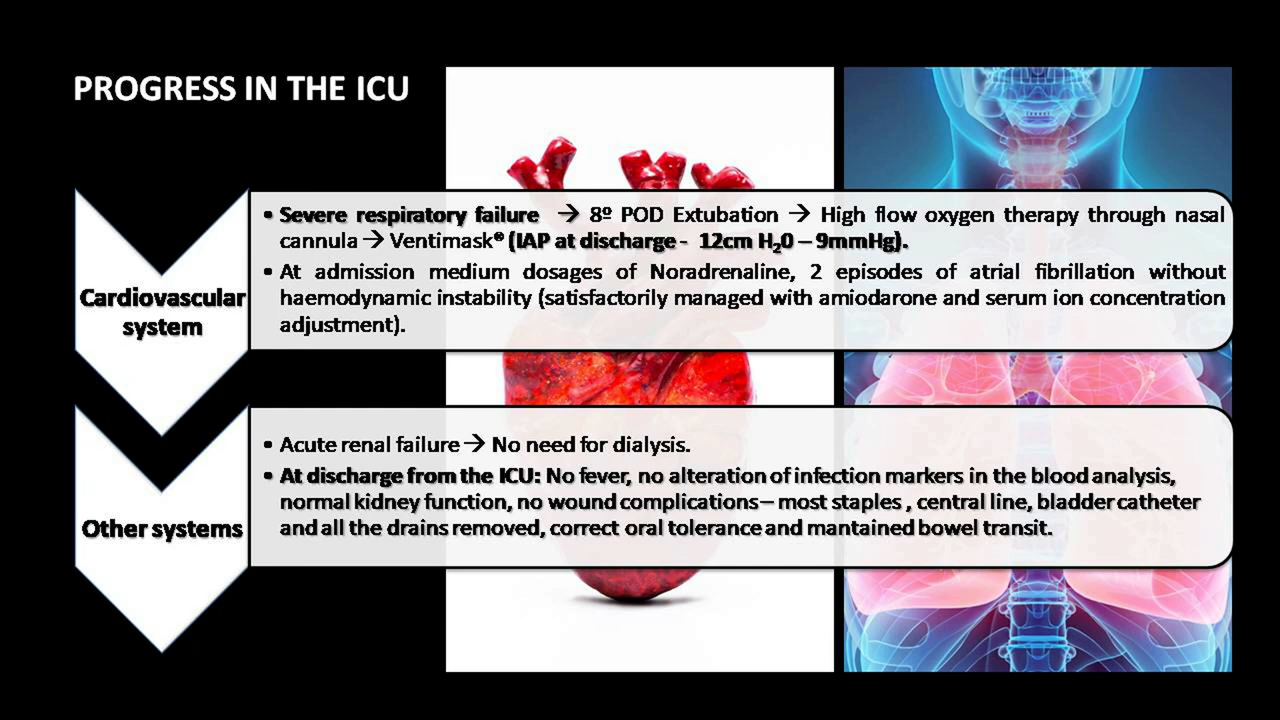 PROGRESS IN THE ICU
Cardiovascular
system
• Severe respiratory failure → 8º POD Extubation → High flow oxygen therapy through nasal
cannula → Ventimask® (IAP at discharge - 12cm H₂0 – 9mmHg).
• At admission medium dosages of Noradrenaline, 2 episodes of atrial fibrillation without
haemodynamic instability (satisfactorily managed with amiodarone and serum ion concentration
adjustment).
Other systems
• Acute renal failure → No need for dialysis.
• At discharge from the ICU: No fever, no alteration of infection markers in the blood analysis,
normal kidney function, no wound complications – most staples , central line, bladder catheter
and all the drains removed, correct oral tolerance and mantained bowel transit.